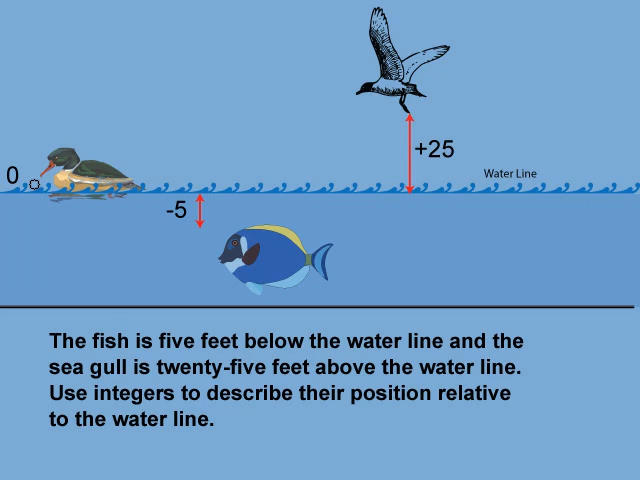 +25
Water Line
0
-5
The fish is five feet below the water line and the
sea gull is twenty-five feet above the water line.
Use integers to describe their position relative
to the water line.